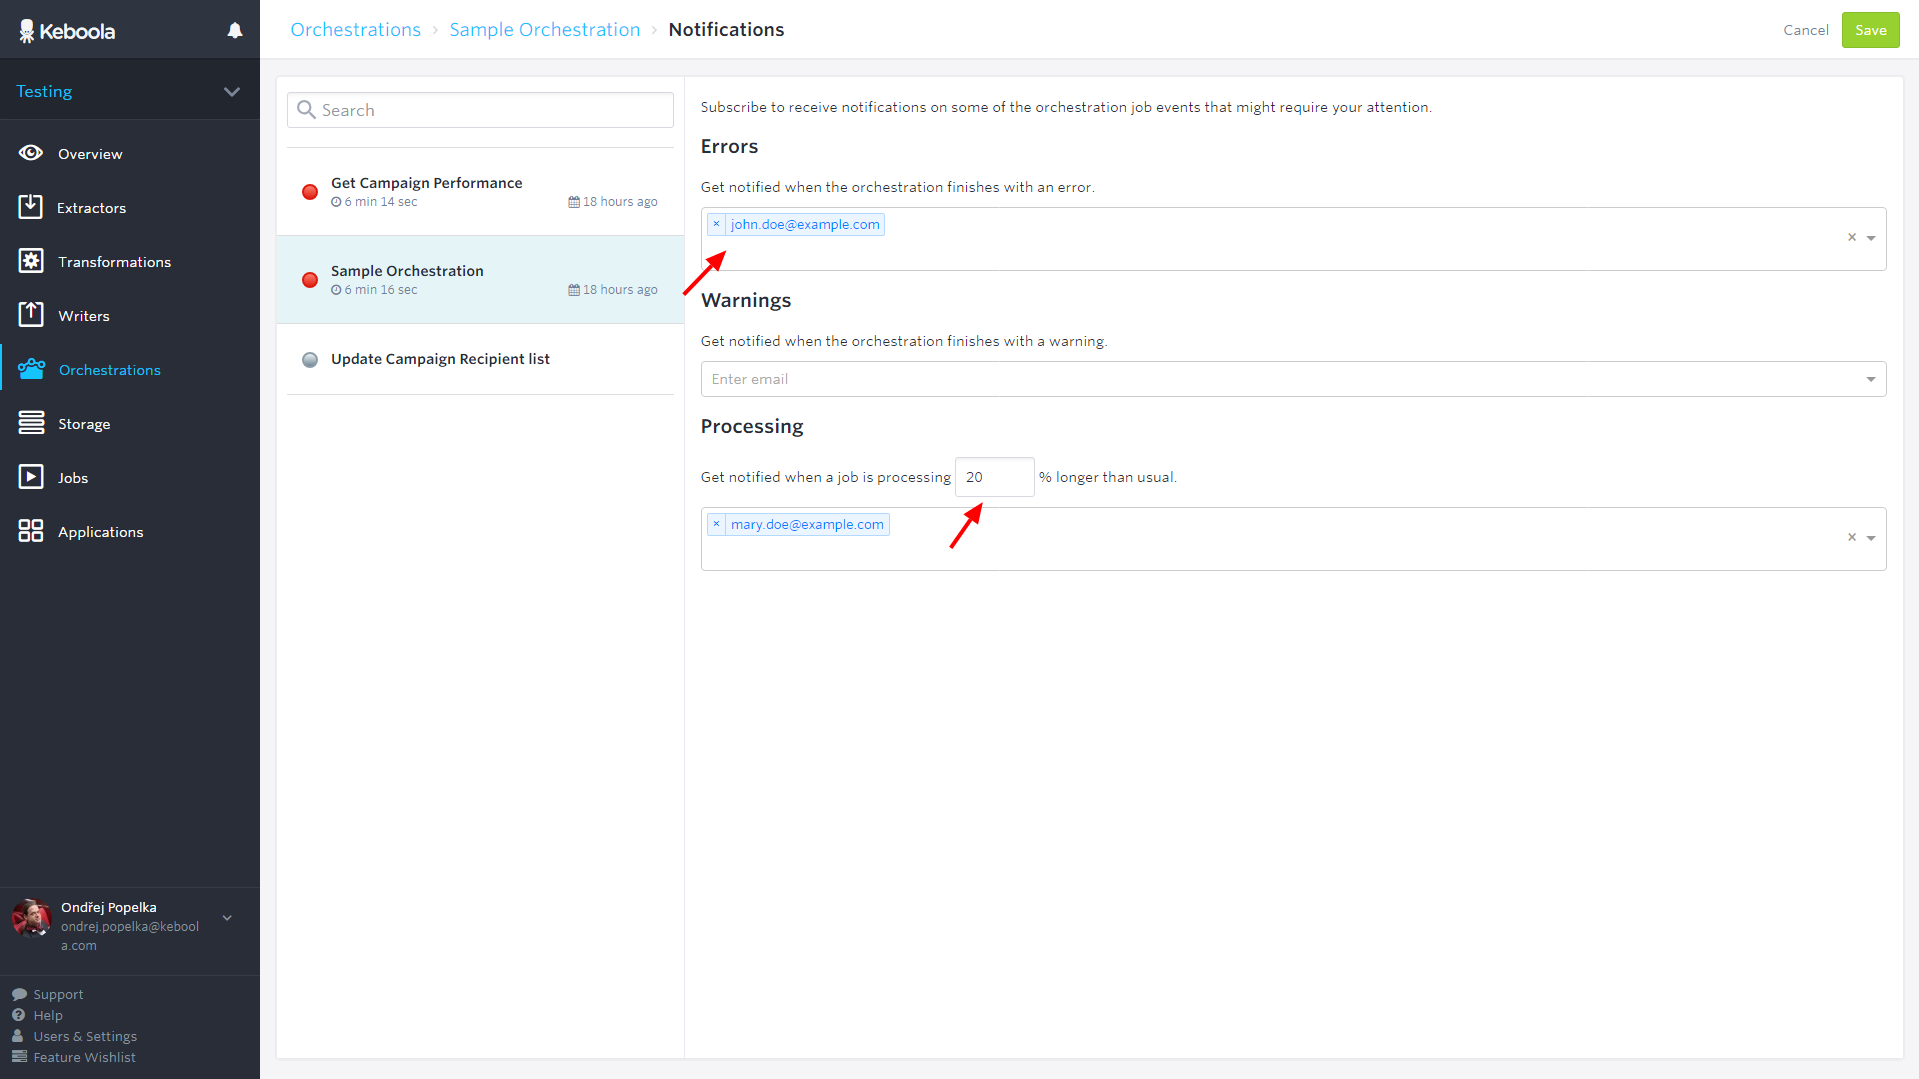 Keboola
Testing
Overview
Extractors
Transformations
Writers
Orchestrations
Storage
Jobs
Applications
Ondřej Popelka
ondrej.popelka@kebool
a.com
Support
Help
Users & Settings
Feature Wishlist
Orchestrations › Sample Orchestration › Notifications
Cancel
Save
Search
Get Campaign Performance
6 min 14 sec
18 hours ago
Sample Orchestration
6 min 16 sec
18 hours ago
Update Campaign Recipient list
Subscribe to receive notifications on some of the orchestration job events that might require your attention.
Errors
Get notified when the orchestration finishes with an error.
× john.doe@example.com
×
Warnings
Get notified when the orchestration finishes with a warning.
Enter email
Processing
Get notified when a job is processing 20 % longer than usual.
× mary.doe@example.com
×